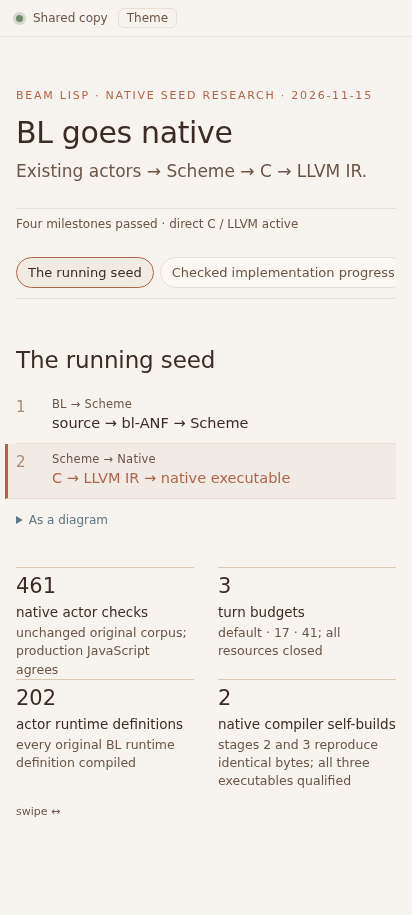 Shared copy
Theme
BEAM LISP · NATIVE SEED RESEARCH · 2026-11-15
BL goes native
Existing actors → Scheme → C → LLVM IR.
Four milestones passed · direct C / LLVM active
The running seed
Checked implementation progress
The running seed
1
BL → Scheme
source → bl-ANF → Scheme
2
Scheme → Native
C → LLVM IR → native executable
▶ As a diagram
461
native actor checks
unchanged original corpus;
production JavaScript
agrees
3
turn budgets
default · 17 · 41; all
resources closed
202
actor runtime definitions
every original BL runtime
definition compiled
2
native compiler self-builds
stages 2 and 3 reproduce
identical bytes; all three
executables qualified
swipe ↔